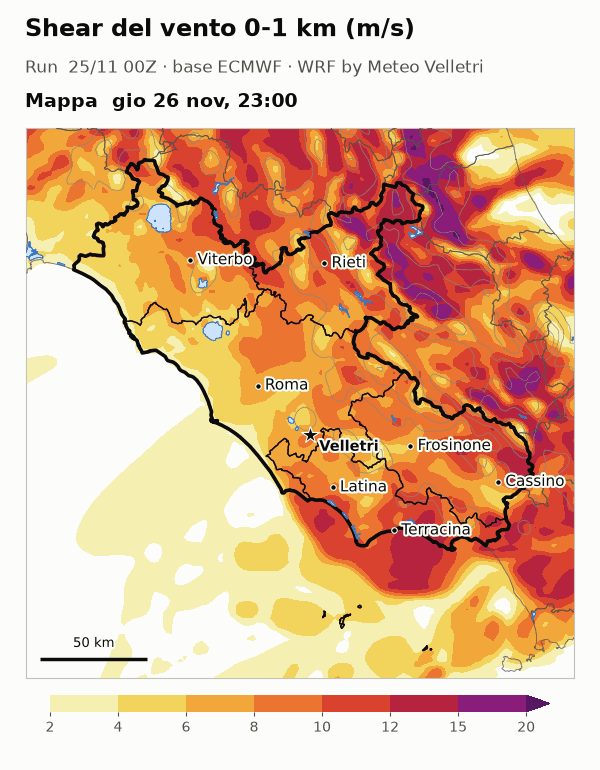 Shear del vento 0-1 km (m/s)
Run  25/11 00Z · base ECMWF · WRF by Meteo Velletri
Mappa  gio 26 nov, 23:00
Viterbo
Rieti
Roma
Velletri
Frosinone
Latina
Cassino
Terracina
50 km
2 4 6 8 10 12 15 20